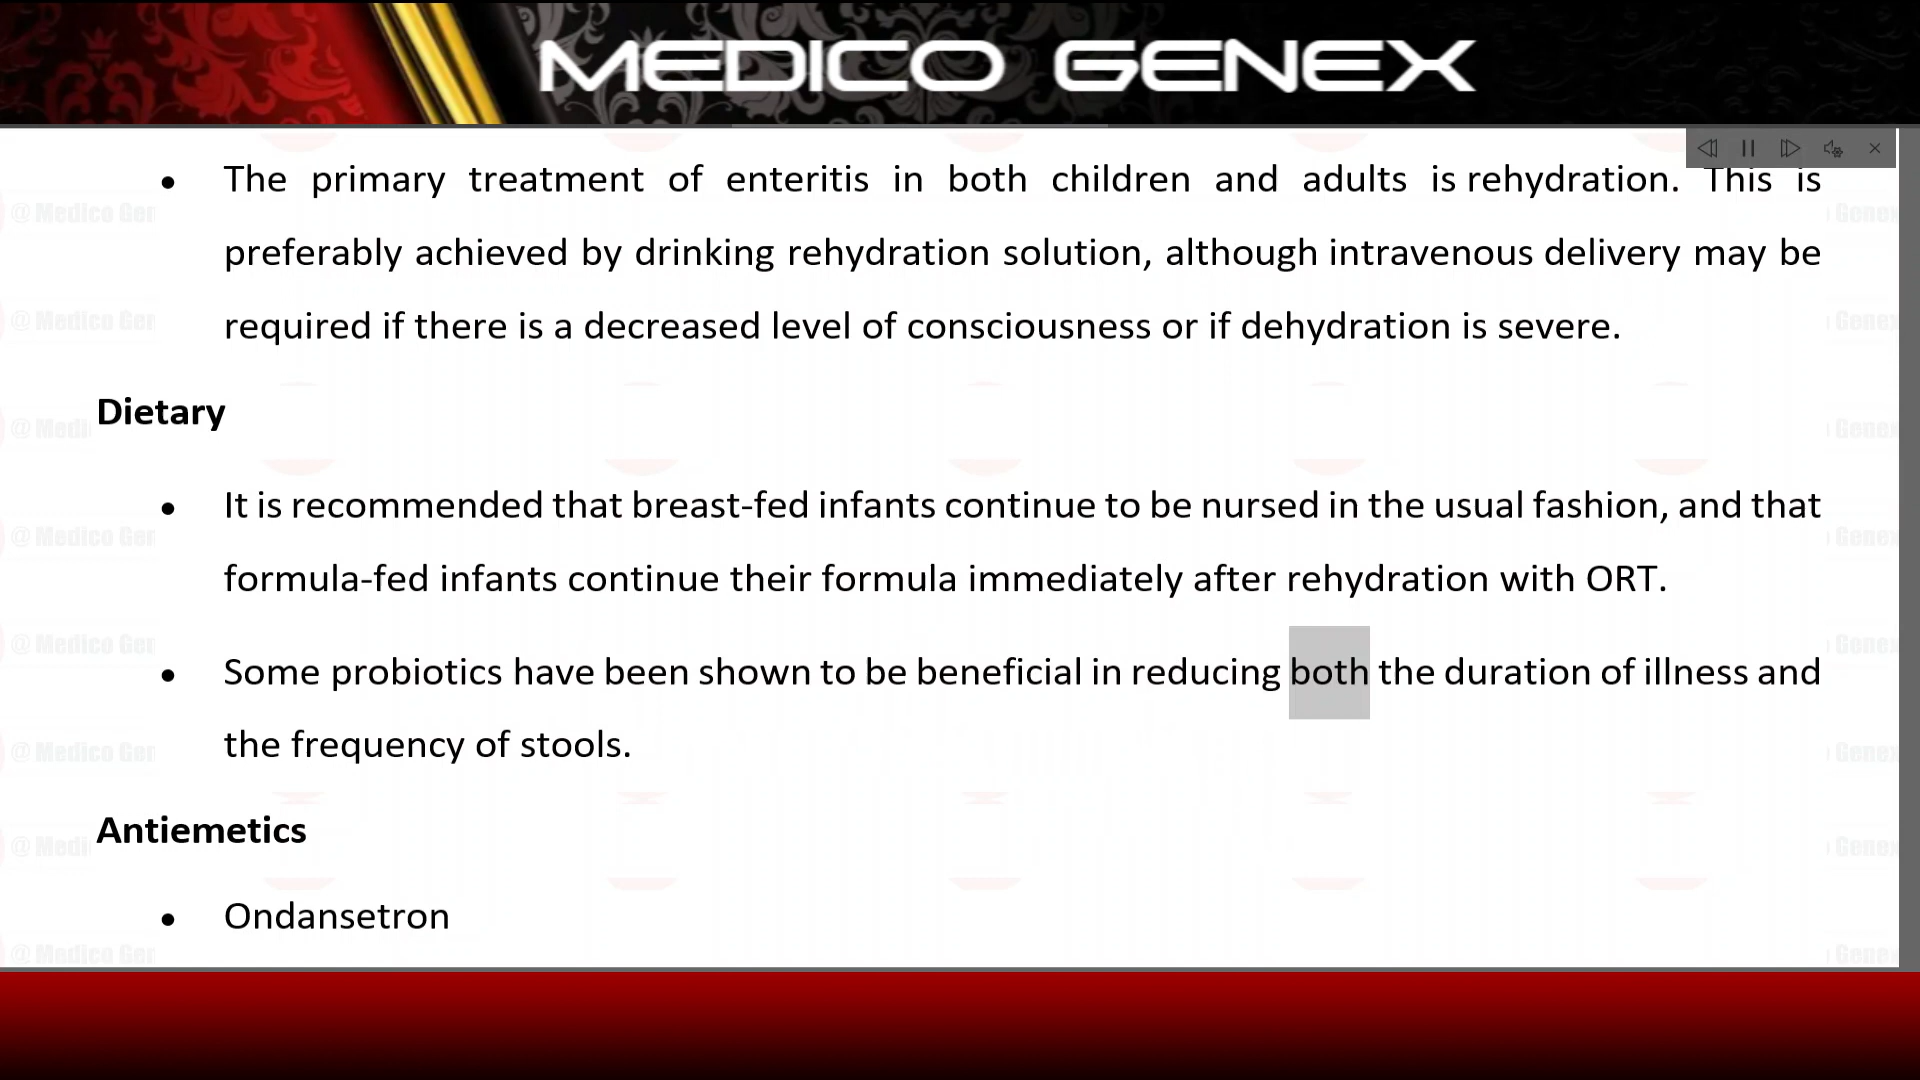 MEDICO GENEX
• The primary treatment of enteritis in both children and adults is rehydration. This is
preferably achieved by drinking rehydration solution, although intravenous delivery may be
required if there is a decreased level of consciousness or if dehydration is severe.
Dietary
• It is recommended that breast-fed infants continue to be nursed in the usual fashion, and that
formula-fed infants continue their formula immediately after rehydration with ORT.
• Some probiotics have been shown to be beneficial in reducing both the duration of illness and
the frequency of stools.
Antiemetics
• Ondansetron